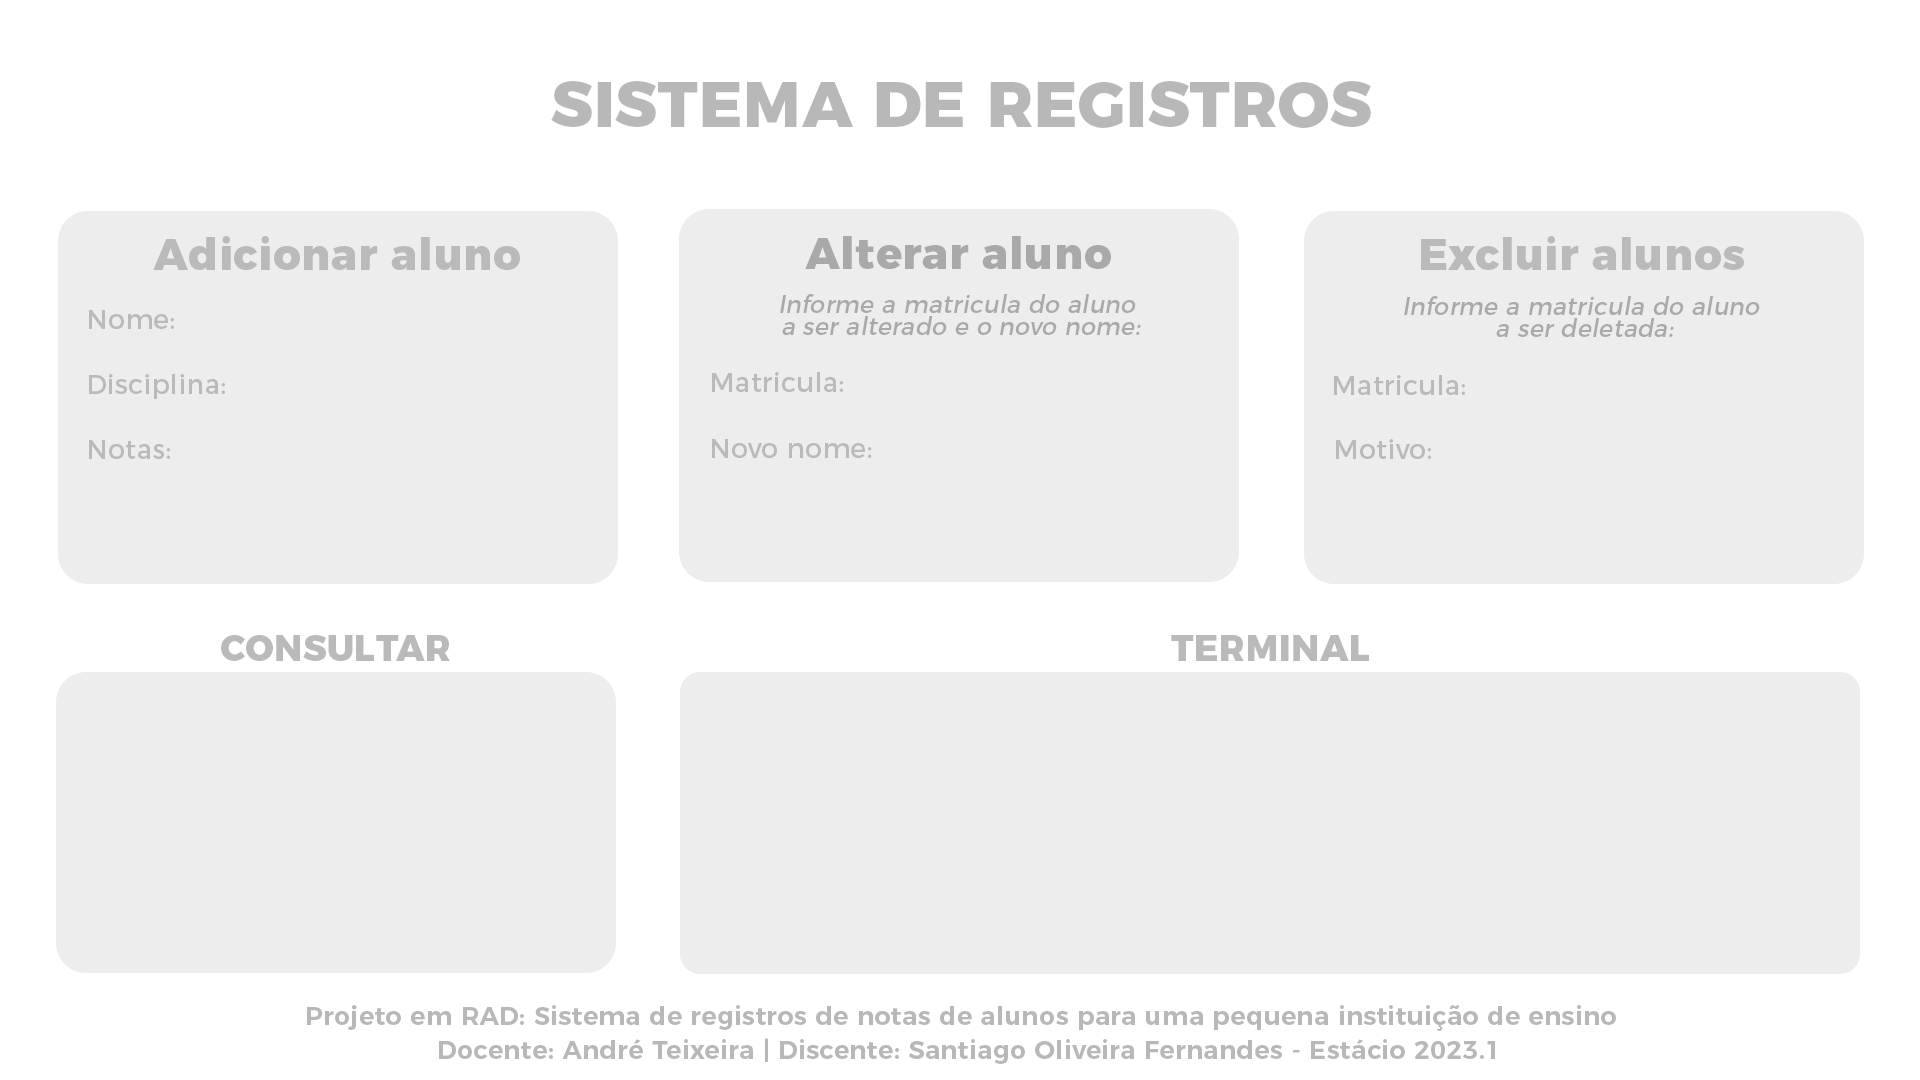 SISTEMA DE REGISTROS
Adicionar aluno
Nome:
Disciplina:
Notas:
Alterar aluno
Informe a matricula do aluno
a ser alterado e o novo nome:
Matricula:
Novo nome:
Excluir alunos
Informe a matricula do aluno
a ser deletada:
Matricula:
Motivo:
CONSULTAR
TERMINAL
Projeto em RAD: Sistema de registros de notas de alunos para uma pequena instituição de ensino
Docente: André Teixeira | Discente: Santiago Oliveira Fernandes - Estácio 2023.1